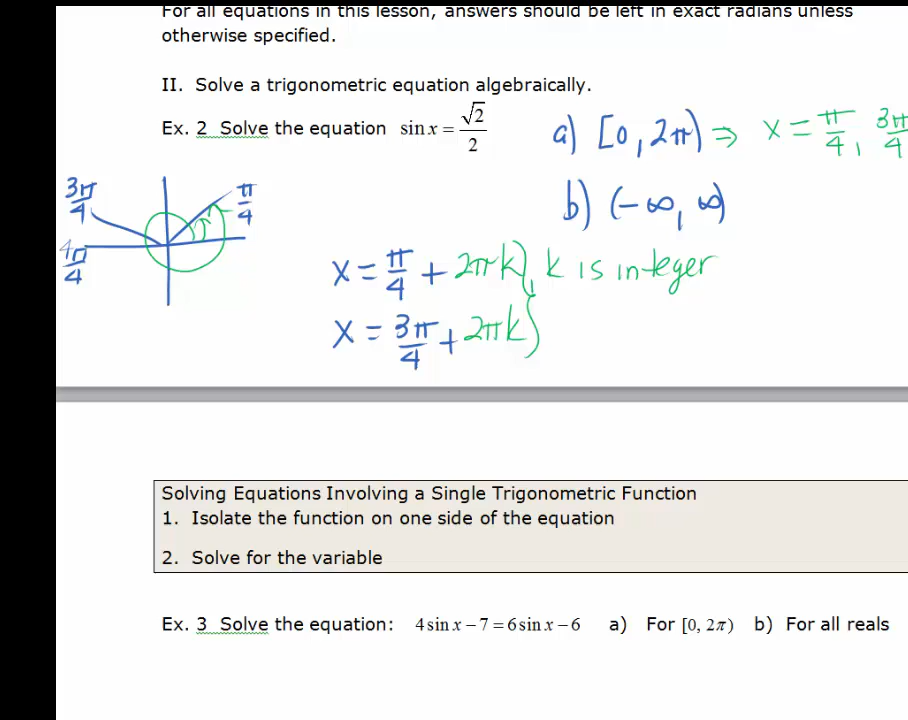 For all equations in this lesson, answers should be left in exact radians unless
otherwise specified.
II. Solve a trigonometric equation algebraically.
Ex. 2 Solve the equation sin x = √2/2
a) [0, 2π) ⇒ x = π/4, 3π/4
b) (-∞, ∞)
3π/4
π/4
4π/4
x = π/4 + 2πk}, k is integer
x = 3π/4 + 2πk}
Solving Equations Involving a Single Trigonometric Function
1. Isolate the function on one side of the equation
2. Solve for the variable
Ex. 3 Solve the equation: 4 sin x − 7 = 6 sin x − 6 a) For [0, 2π) b) For all reals